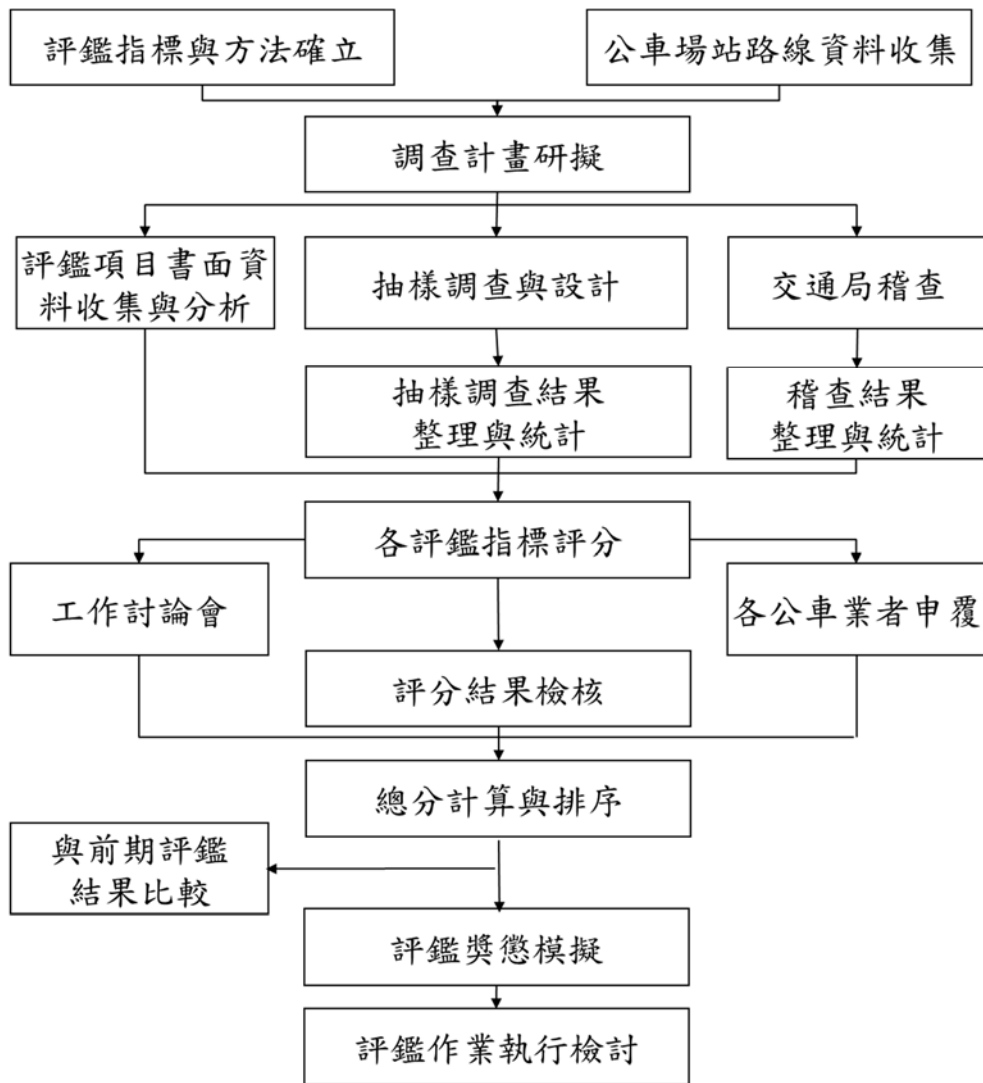 評鑑指標與方法確立
公車場站路線資料收集
調查計畫研擬
評鑑項目書面資
料收集與分析
抽樣調查與設計
交通局稽查
抽樣調查結果
整理與統計
稽查結果
整理與統計
各評鑑指標評分
工作討論會
各公車業者申覆
評分結果檢核
總分計算與排序
與前期評鑑
結果比較
評鑑獎懲模擬
評鑑作業執行檢討